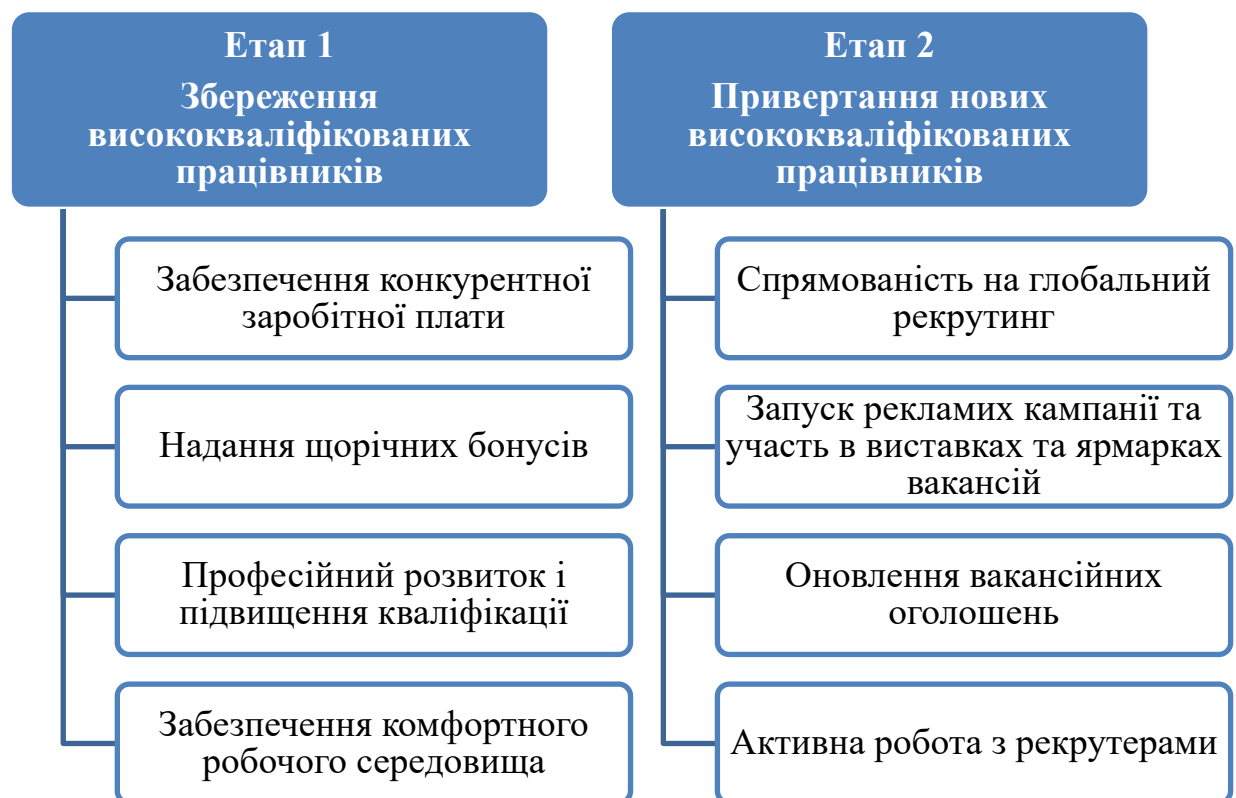 Етап 1
Збереження
висококваліфікованих
працівників
Забезпечення конкурентної
заробітної плати
Надання щорічних бонусів
Професійний розвиток і
підвищення кваліфікації
Забезпечення комфортного
робочого середовища
Етап 2
Привертання нових
висококваліфікованих
працівників
Спрямованість на глобальний
рекрутинг
Запуск рекламих кампанії та
участь в виставках та ярмарках
вакансій
Оновлення вакансійних
оголошень
Активна робота з рекрутерами